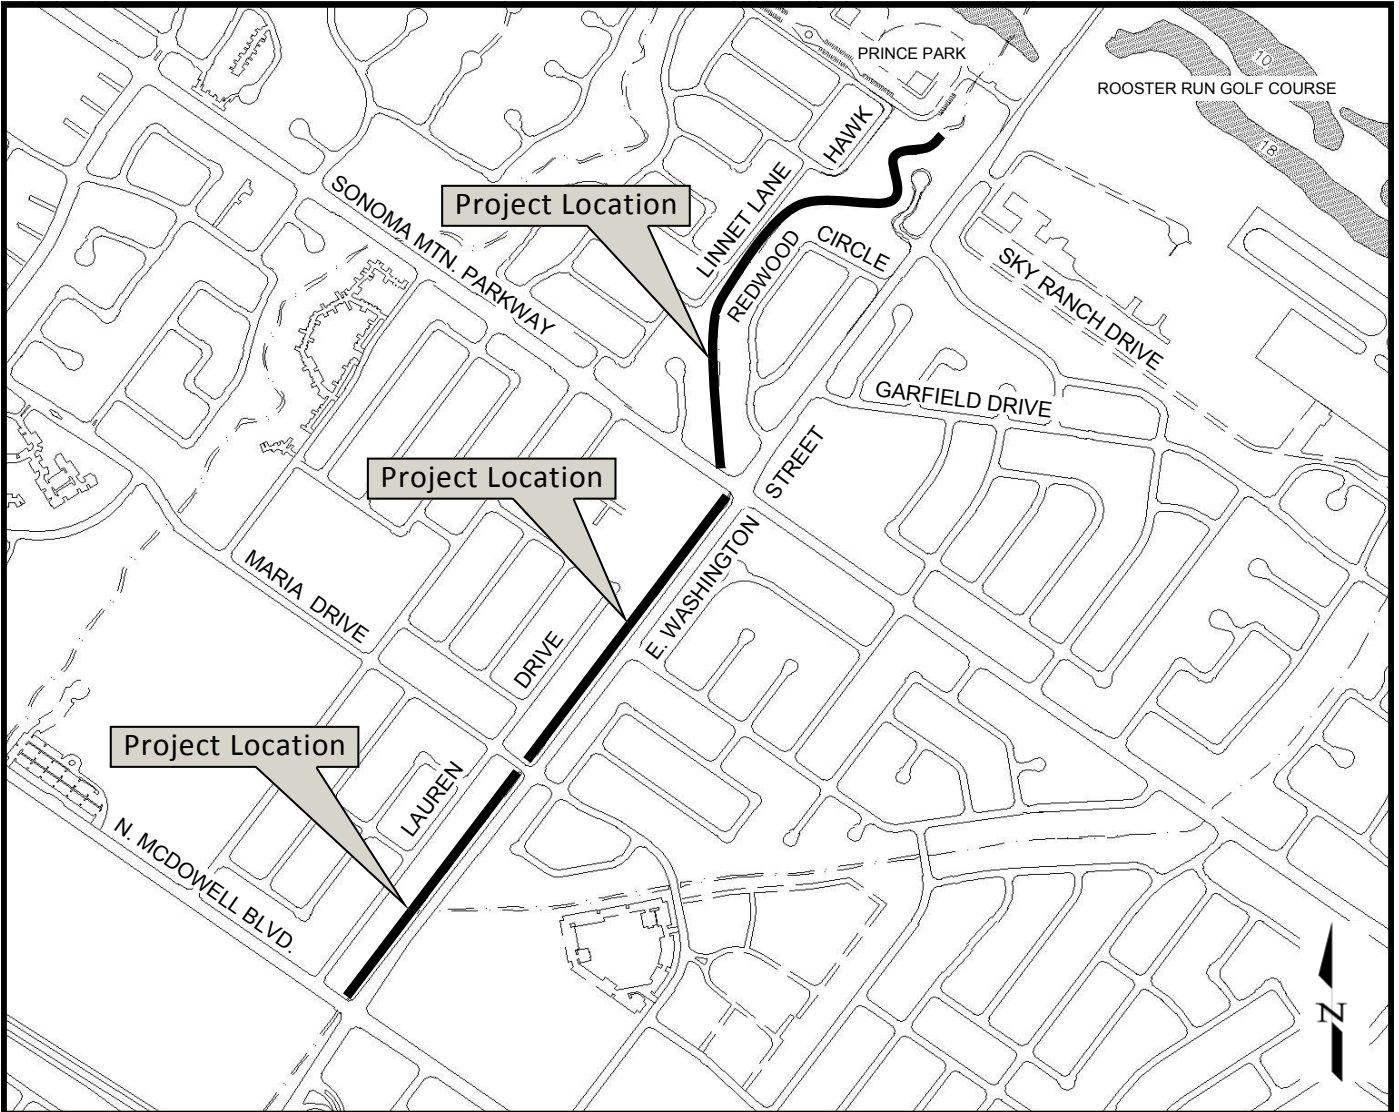 PRINCE PARK
10
ROOSTER RUN GOLF COURSE
HAWK
18
SONOMA MTN. PARKWAY
Project Location
LINNET LANE
REDWOOD
CIRCLE
SKY RANCH DRIVE
GARFIELD DRIVE
STREET
Project Location
E. WASHINGTON
MARIA DRIVE
DRIVE
Project Location
LAUREN
N. MCDOWELL BLVD.
N